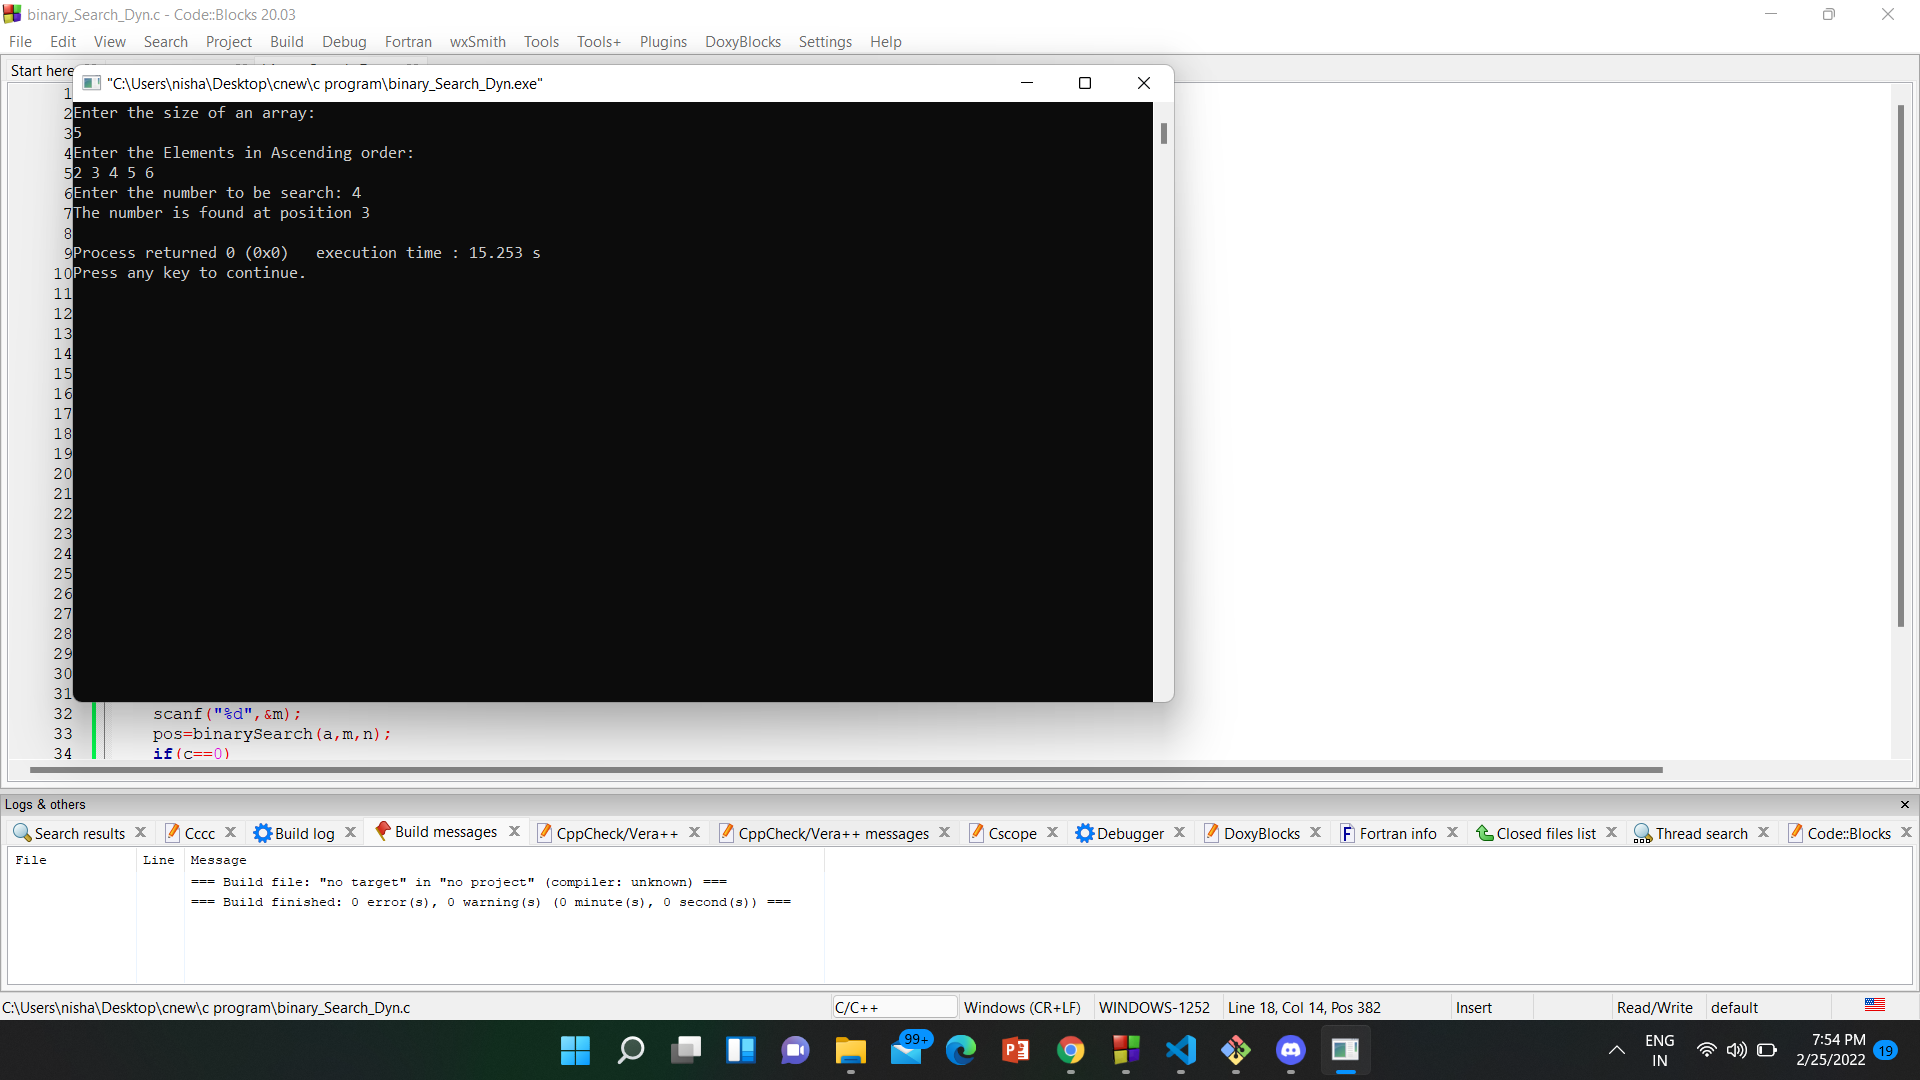 binary_Search_Dyn.c - Code::Blocks 20.03
File Edit View Search Project Build Debug Fortran wxSmith Tools Tools+ Plugins DoxyBlocks Settings Help
Start here
"C:\Users\nisha\Desktop\cnew\c program\binary_Search_Dyn.exe"
1
2 Enter the size of an array:
3 5
4 Enter the Elements in Ascending order:
5 2 3 4 5 6
6 Enter the number to be search: 4
7 The number is found at position 3
8
9 Process returned 0 (0x0)   execution time : 15.253 s
10 Press any key to continue.
11
12
13
14
15
16
17
18
19
20
21
22
23
24
25
26
27
28
29
30
31
32 scanf("%d",&m);
33 pos=binarySearch(a,m,n);
34 if(c==0)
Logs & others
Search results Cccc Build log Build messages CppCheck/Vera++ CppCheck/Vera++ messages Cscope Debugger DoxyBlocks Fortran info Closed files list Thread search Code::Blocks
File Line Message
=== Build file: "no target" in "no project" (compiler: unknown) ===
=== Build finished: 0 error(s), 0 warning(s) (0 minute(s), 0 second(s)) ===
C:\Users\nisha\Desktop\cnew\c program\binary_Search_Dyn.c C/C++ Windows (CR+LF) WINDOWS-1252 Line 18, Col 14, Pos 382 Insert Read/Write default
99+
ENG
IN
7:54 PM
2/25/2022
19